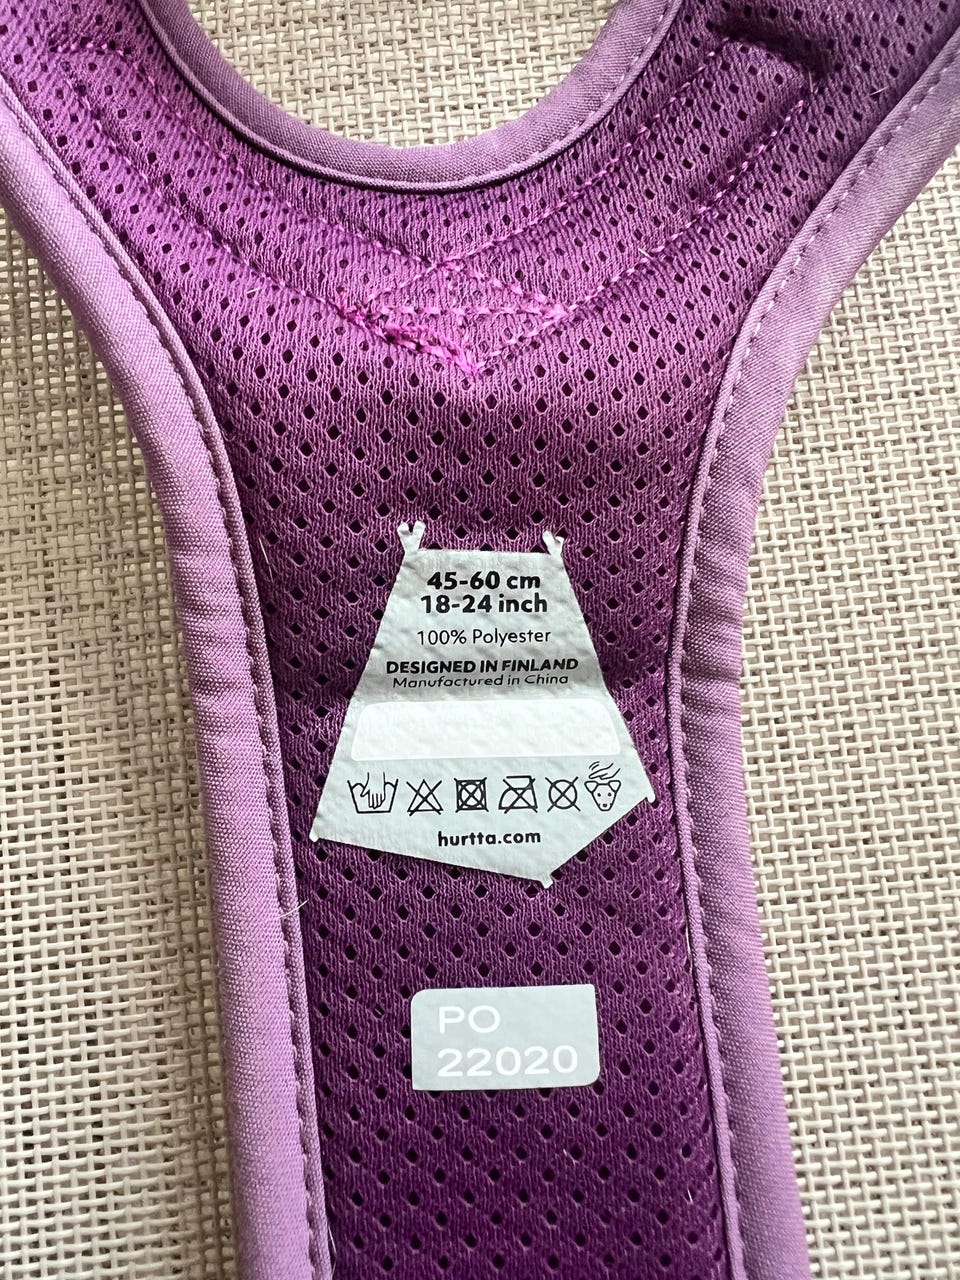 45-60 cm
18-24 inch
100% Polyester
DESIGNED IN FINLAND
Manufactured in China
hurtta.com
PO
22020